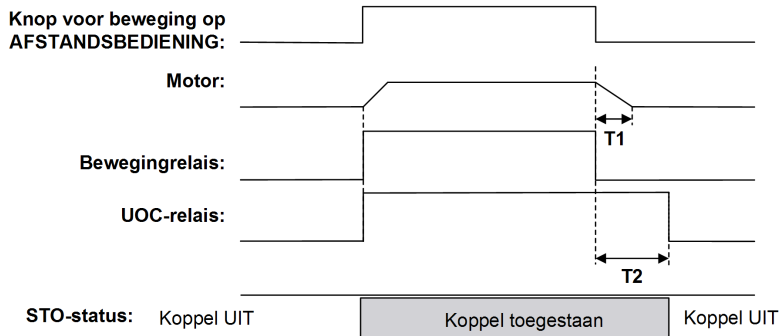 Knop voor beweging op
AFSTANDSBEDIENING:
Motor:
T1
Bewegingrelais:
UOC-relais:
T2
STO-status: Koppel UIT Koppel toegestaan Koppel UIT